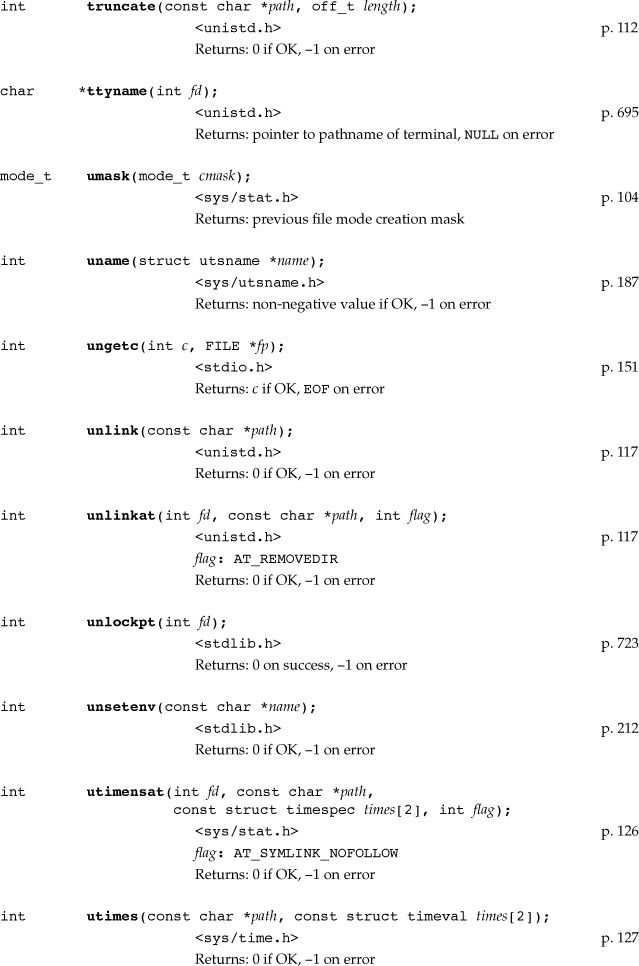 int truncate(const char *path, off_t length);
<unistd.h> p. 112
Returns: 0 if OK, –1 on error
char *ttyname(int fd);
<unistd.h> p. 695
Returns: pointer to pathname of terminal, NULL on error
mode_t umask(mode_t cmask);
<sys/stat.h> p. 104
Returns: previous file mode creation mask
int uname(struct utsname *name);
<sys/utsname.h> p. 187
Returns: non-negative value if OK, –1 on error
int ungetc(int c, FILE *fp);
<stdio.h> p. 151
Returns: c if OK, EOF on error
int unlink(const char *path);
<unistd.h> p. 117
Returns: 0 if OK, –1 on error
int unlinkat(int fd, const char *path, int flag);
<unistd.h> p. 117
flag: AT_REMOVEDIR
Returns: 0 if OK, –1 on error
int unlockpt(int fd);
<stdlib.h> p. 723
Returns: 0 on success, –1 on error
int unsetenv(const char *name);
<stdlib.h> p. 212
Returns: 0 if OK, –1 on error
int utimensat(int fd, const char *path,
const struct timespec times[2], int flag);
<sys/stat.h> p. 126
flag: AT_SYMLINK_NOFOLLOW
Returns: 0 if OK, –1 on error
int utimes(const char *path, const struct timeval times[2]);
<sys/time.h> p. 127
Returns: 0 if OK, –1 on error